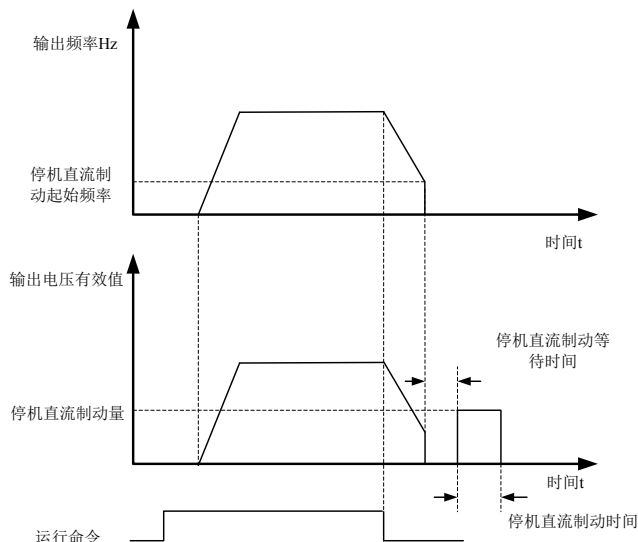 输出频率Hz
停机直流制
动起始频率
时间t
输出电压有效值
停机直流制动等
待时间
停机直流制动量
时间t
停机直流制动时间
运行命令